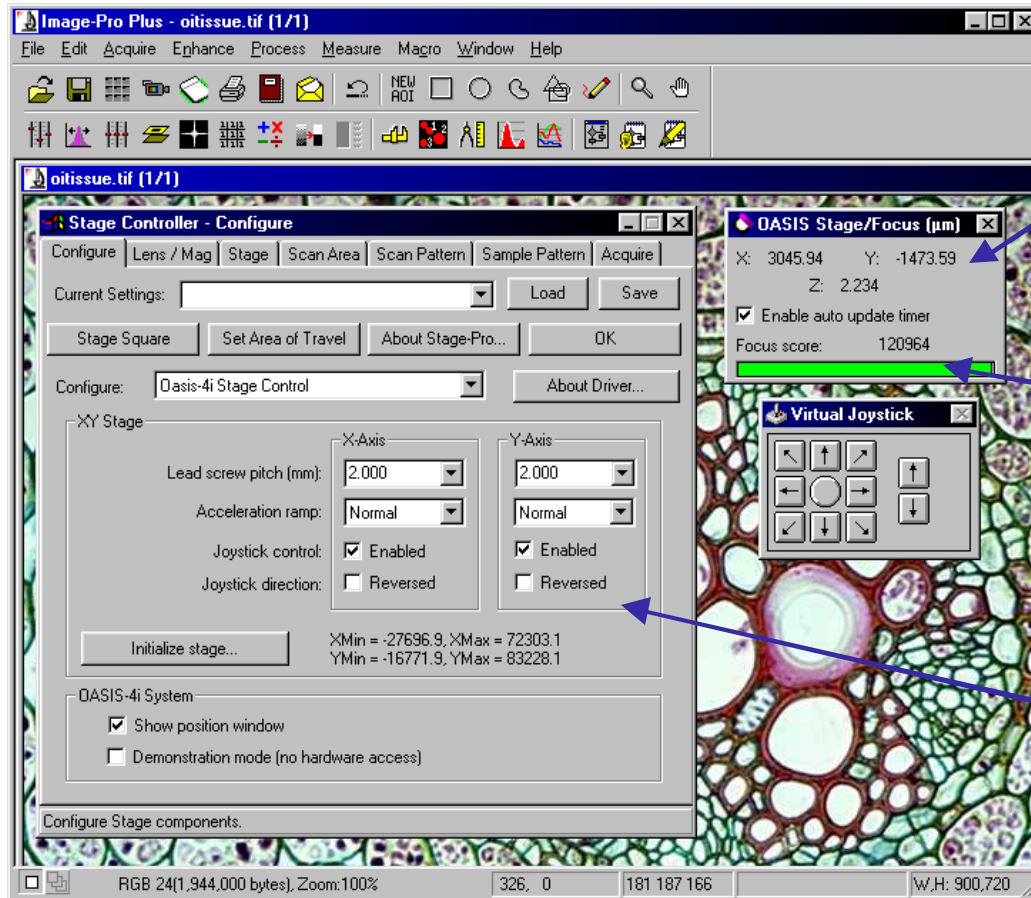 Image-Pro Plus - oitissue.tif (1/1)
File Edit Acquire Enhance Process Measure Macro Window Help
NEW
AOI
oitissue.tif (1/1)
Stage Controller - Configure
Configure Lens / Mag Stage Scan Area Scan Pattern Sample Pattern Acquire
Current Settings: Load Save
Stage Square Set Area of Travel About Stage-Pro... OK
Configure: Oasis-4i Stage Control About Driver...
XY Stage
X-Axis Y-Axis
Lead screw pitch (mm): 2.000 2.000
Acceleration ramp: Normal Normal
Joystick control: Enabled Enabled
Joystick direction: Reversed Reversed
Initialize stage...
XMin = -27696.9, XMax = 72303.1
YMin = -16771.9, YMax = 83228.1
OASIS-4i System
Show position window
Demonstration mode (no hardware access)
Configure Stage components.
OASIS Stage/Focus (µm)
X: 3045.94 Y: -1473.59
Z: 2.234
Enable auto update timer
Focus score: 120964
Virtual Joystick
RGB 24(1,944,000 bytes), Zoom:100% 326, 0 181 187 166 W,H: 900,720